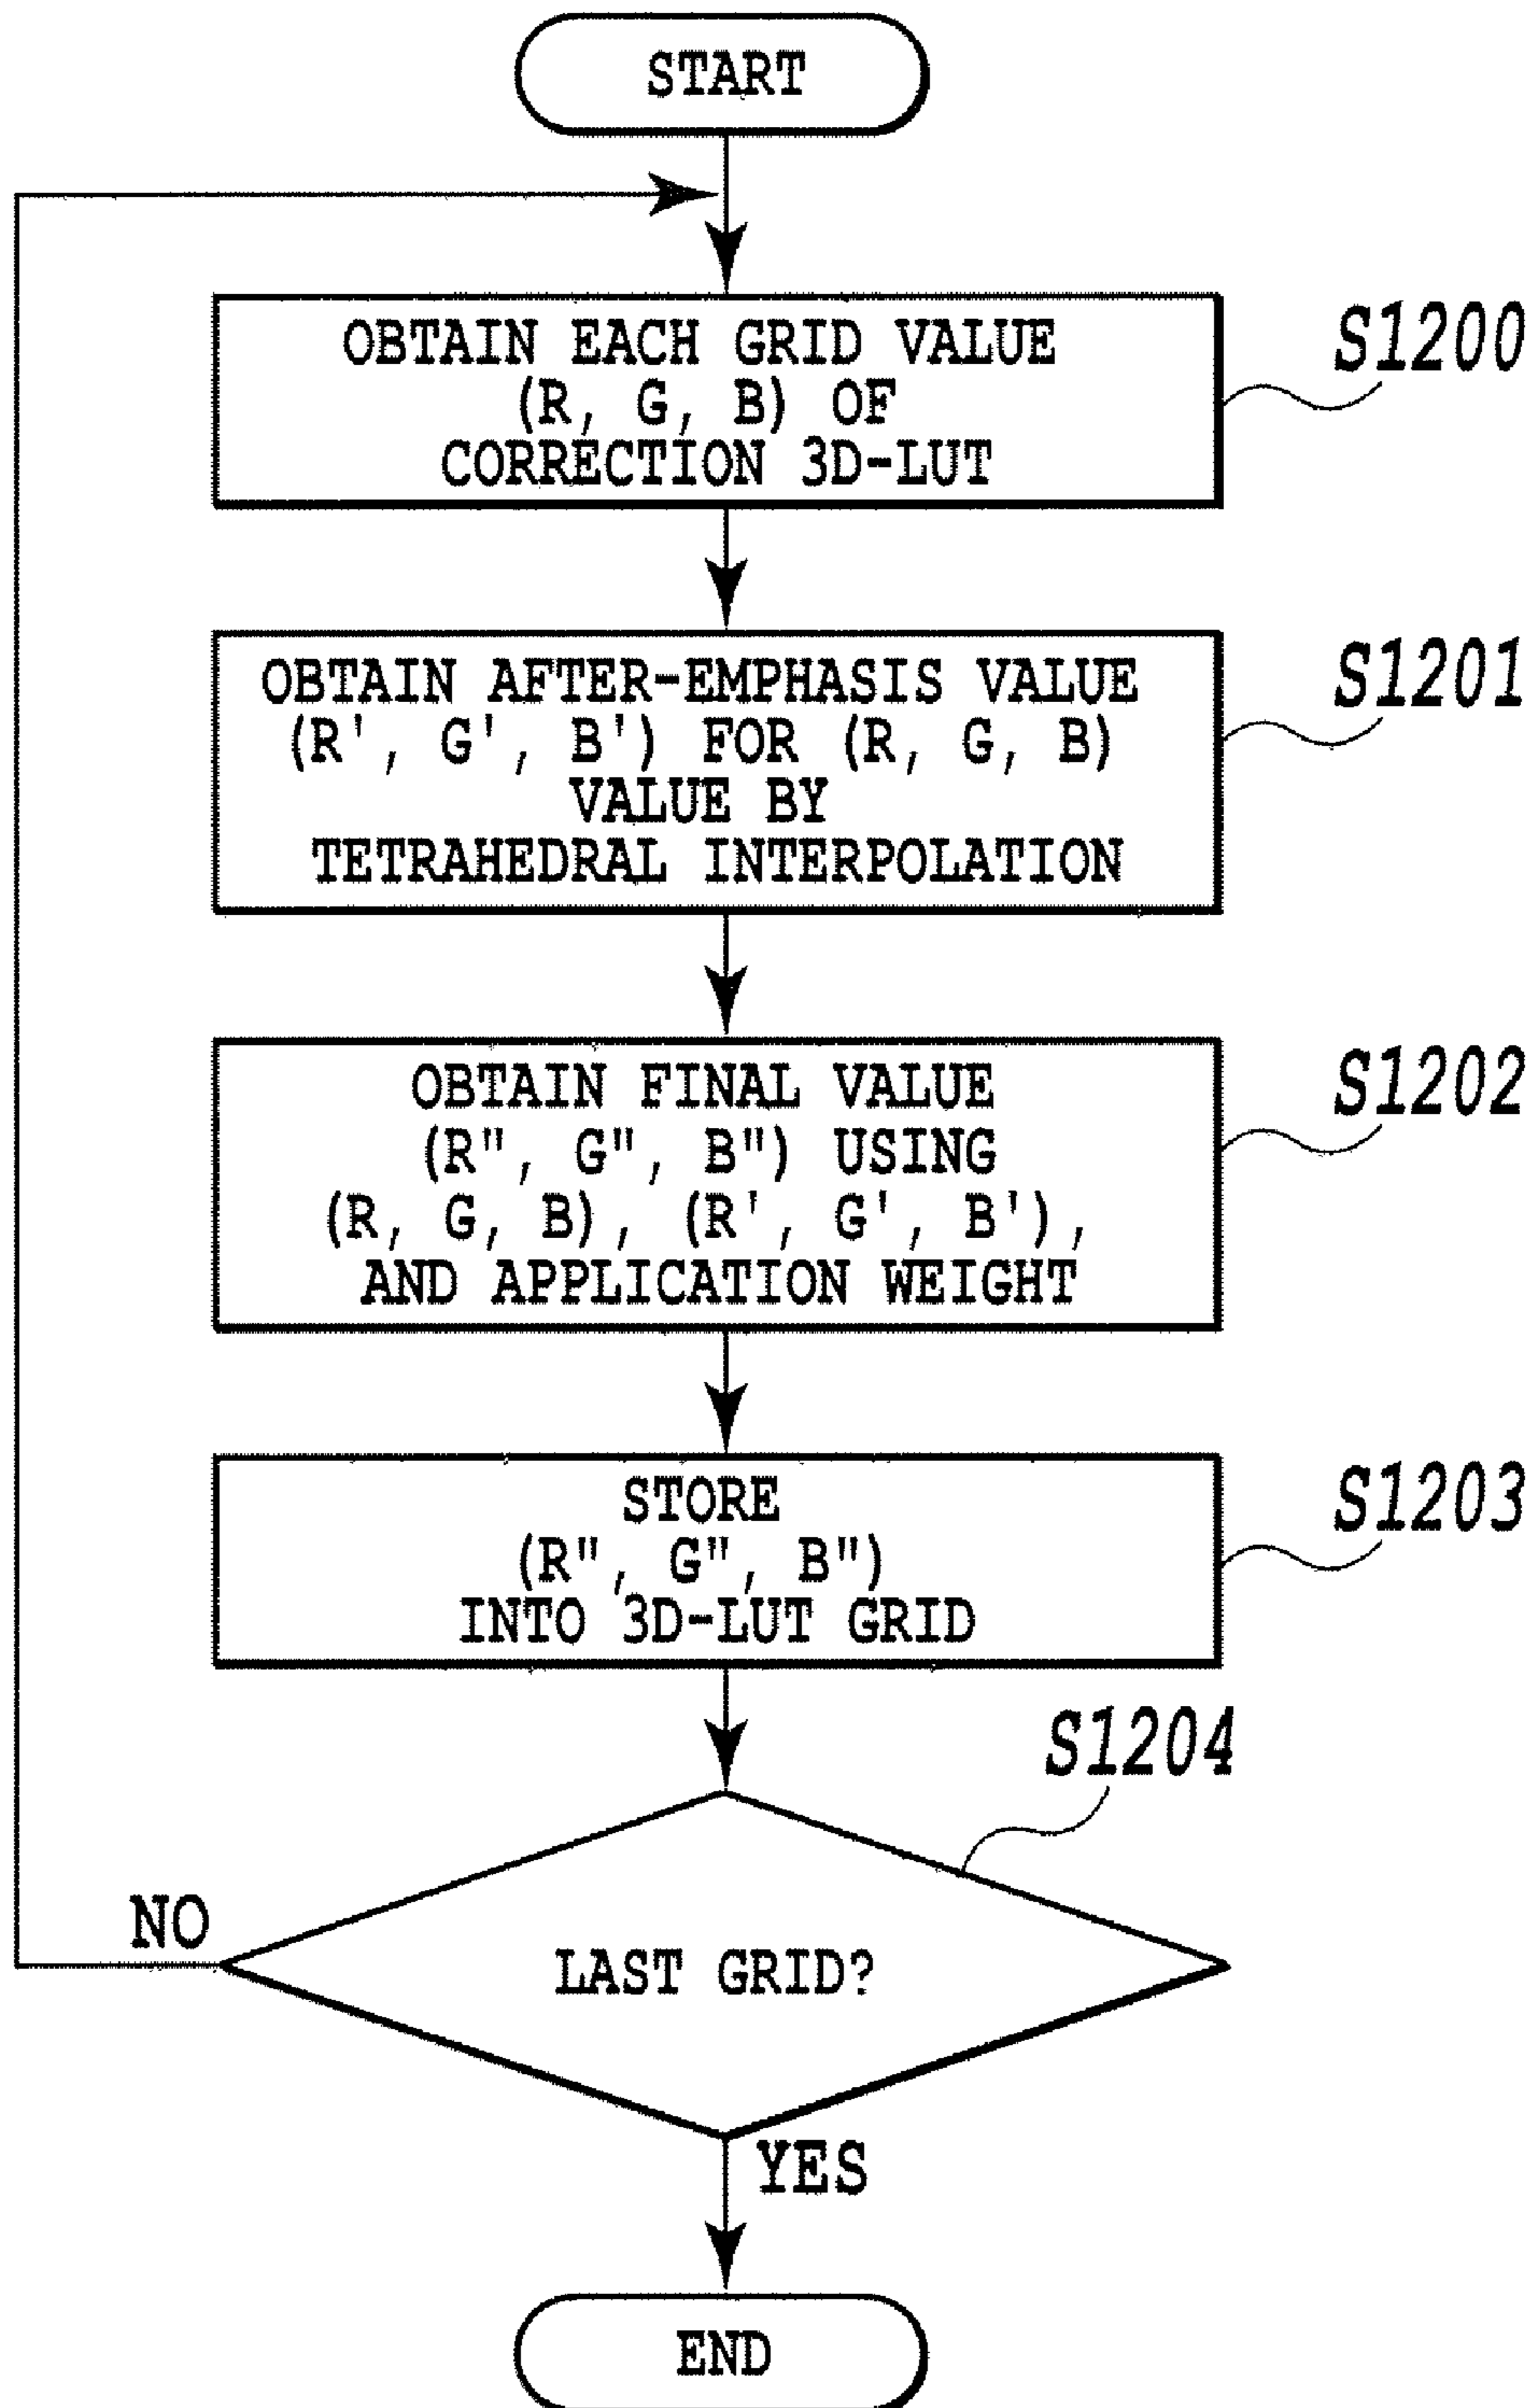 START
OBTAIN EACH GRID VALUE
(R, G, B) OF
CORRECTION 3D-LUT
S1200
OBTAIN AFTER-EMPHASIS VALUE
(R', G', B') FOR (R, G, B)
VALUE BY
TETRAHEDRAL INTERPOLATION
S1201
OBTAIN FINAL VALUE
(R", G", B") USING
(R, G, B), (R', G', B'),
AND APPLICATION WEIGHT
S1202
STORE
(R", G", B")
INTO 3D-LUT GRID
S1203
S1204
NO
LAST GRID?
YES
END